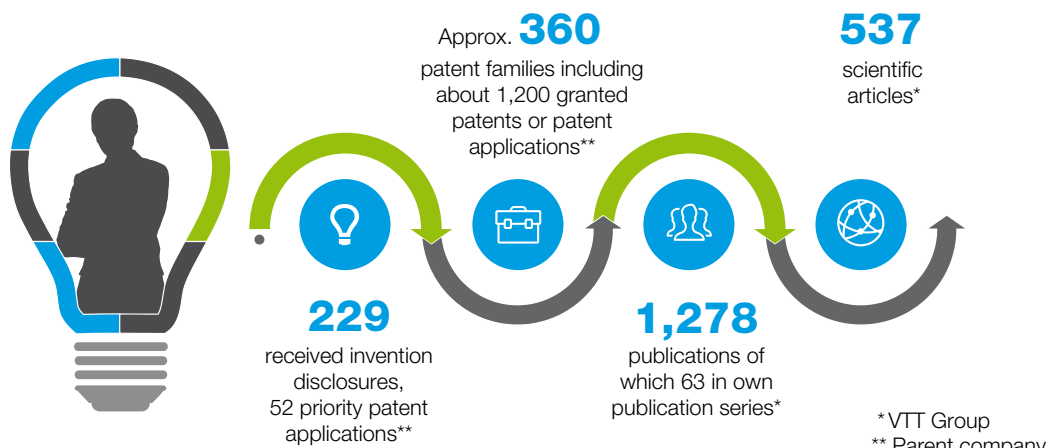 229
received invention
disclosures,
52 priority patent
applications**
Approx. 360
patent families including
about 1,200 granted
patents or patent
applications**
1,278
publications of
which 63 in own
publication series*
537
scientific
articles*
* VTT Group
** Parent company